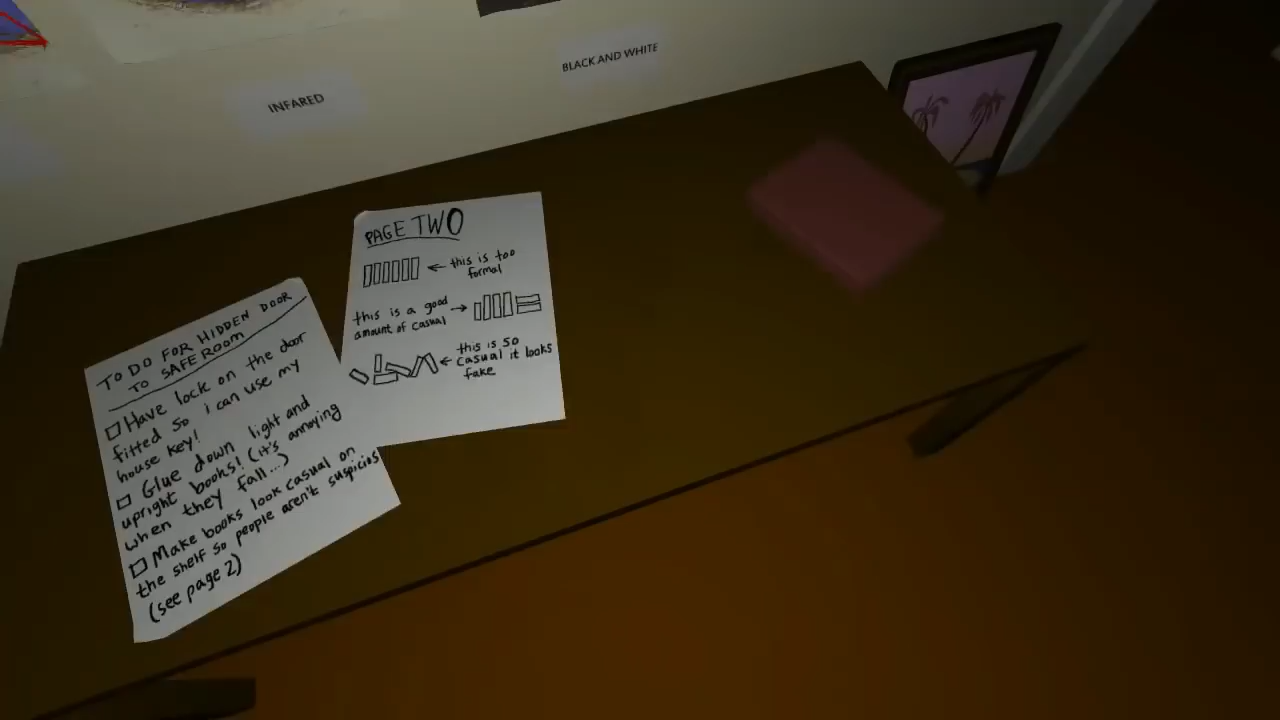 INFARED
BLACK AND WHITE
TO DO FOR HIDDEN DOOR
TO SAFE ROOM
□ Have lock on the door
fitted so i can use my
house key!
□ Glue down light and
upright books! (it's annoying
when they fall...)
□ Make books look casual on
the shelf so people aren't suspicios
(see page 2)
PAGE TWO
← this is too
formal
this is a good →
amount of casual
← this is so
casual it looks
fake